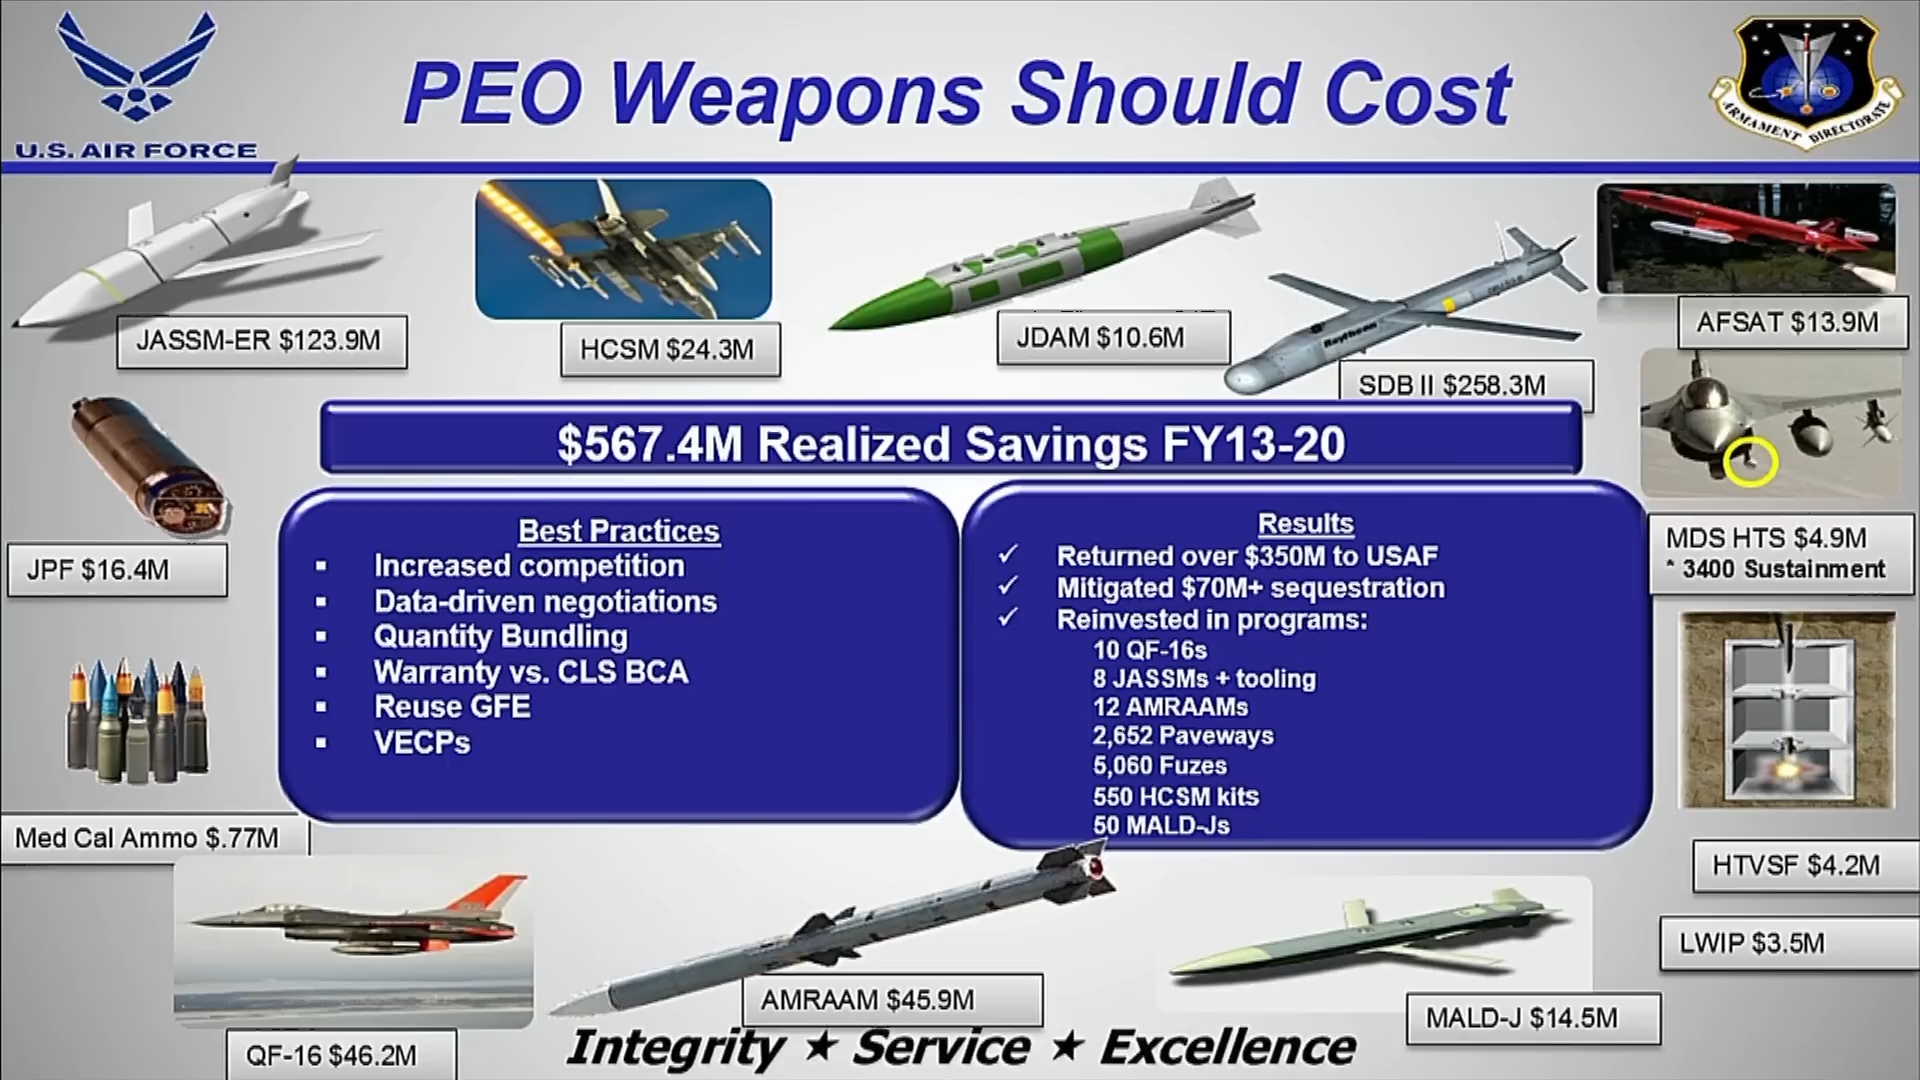 PEO Weapons Should Cost
U.S. AIR FORCE
ARMAMENT DIRECTORATE
JASSM-ER $123.9M
HCSM $24.3M
JDAM $10.6M
Raytheon
SDB II $258.3M
AFSAT $13.9M
$567.4M Realized Savings FY13-20
JPF $16.4M
Best Practices
▪ Increased competition
▪ Data-driven negotiations
▪ Quantity Bundling
▪ Warranty vs. CLS BCA
▪ Reuse GFE
▪ VECPs
Results
✓ Returned over $350M to USAF
✓ Mitigated $70M+ sequestration
✓ Reinvested in programs:
10 QF-16s
8 JASSMs + tooling
12 AMRAAMs
2,652 Paveways
5,060 Fuzes
550 HCSM kits
50 MALD-Js
MDS HTS $4.9M
* 3400 Sustainment
Med Cal Ammo $.77M
HTVSF $4.2M
LWIP $3.5M
QF-16 $46.2M
AMRAAM $45.9M
MALD-J $14.5M
Integrity ★ Service ★ Excellence